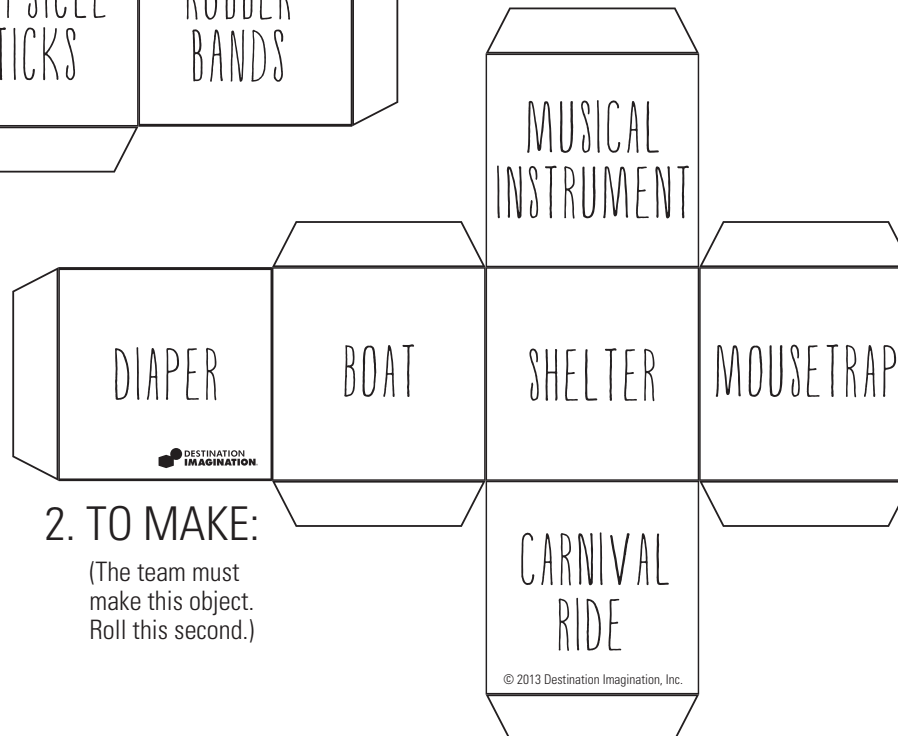 BANDS
MUSICAL
INSTRUMENT
DIAPER
BOAT
SHELTER
MOUSETRAP
DESTINATION
IMAGINATION
2. TO MAKE:
(The team must
make this object.
Roll this second.)
CARNIVAL
RIDE
© 2013 Destination Imagination, Inc.